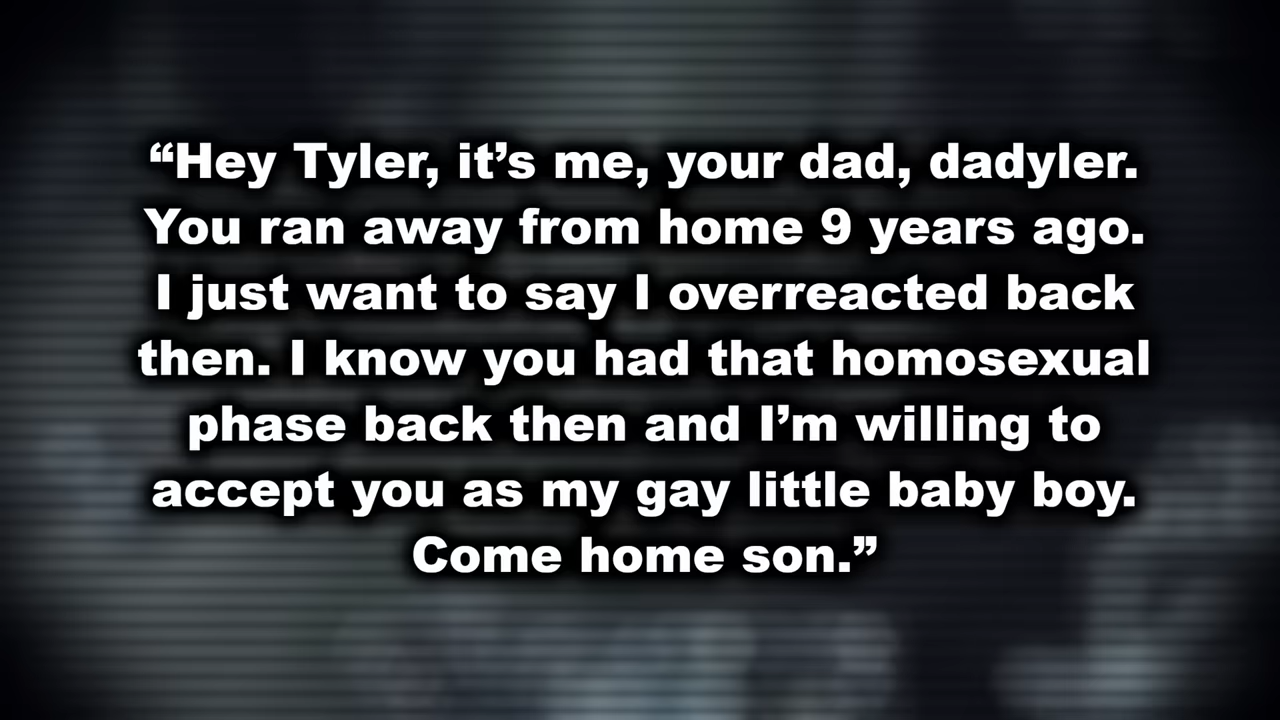 “Hey Tyler, it’s me, your dad, dadyler.
You ran away from home 9 years ago.
I just want to say I overreacted back
then. I know you had that homosexual
phase back then and I’m willing to
accept you as my gay little baby boy.
Come home son.”